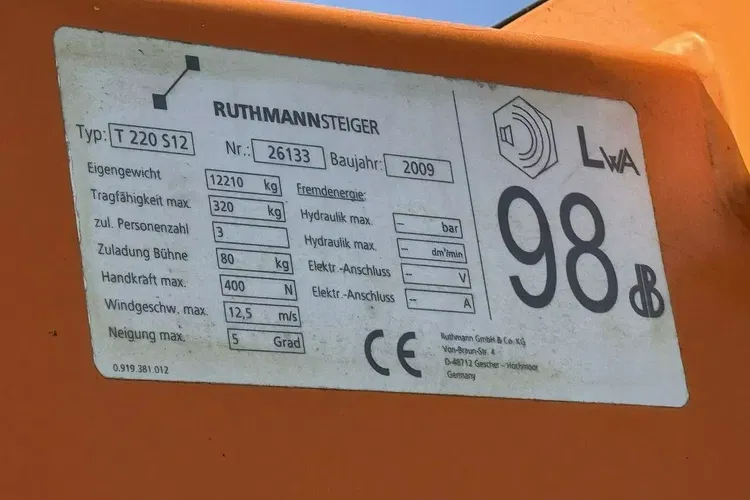 RUTHMANNSTEIGER
Typ: T 220 S12 Nr.: 26133 Baujahr: 2009
Eigengewicht 12210 kg
Tragfähigkeit max. 320 kg
zul. Personenzahl 3
Zuladung Bühne 80 kg
Handkraft max. 400 N
Windgeschw. max. 12,5 m/s
Neigung max. 5 Grad
0.919.381.012
Fremdenergie:
Hydraulik max. -- bar
Hydraulik max. -- dm³/min
Elektr.-Anschluss -- V
Elektr.-Anschluss -- A
CE
Ruthmann GmbH & Co. KG
Von-Braun-Str. 4
D-48712 Gescher - Hochmoor
Germany
LWA
98 dB